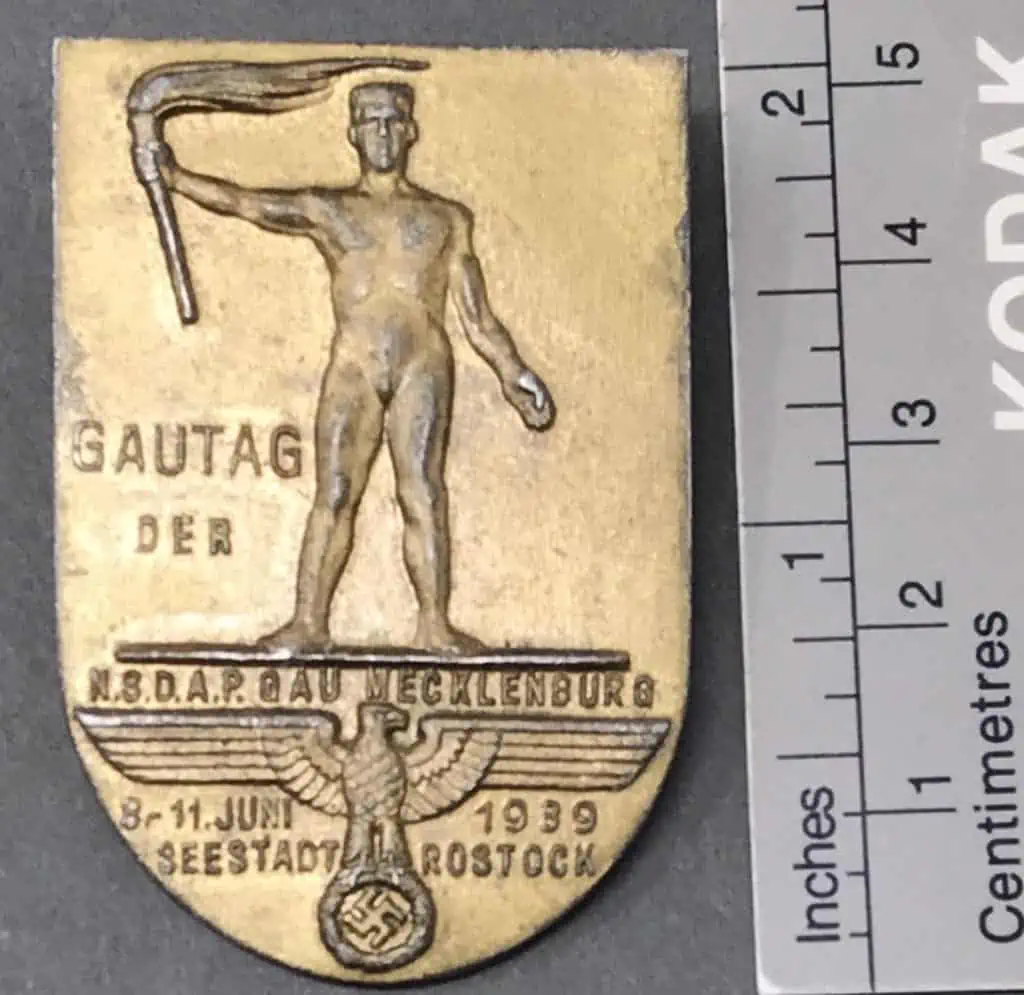 GAUTAG
DER
N.S.D.A.P. GAU MECKLENBURG
8.-11. JUNI 1939
SEESTADT ROSTOCK
KODAK
Inches
1
2
Centimetres
1
2
3
4
5